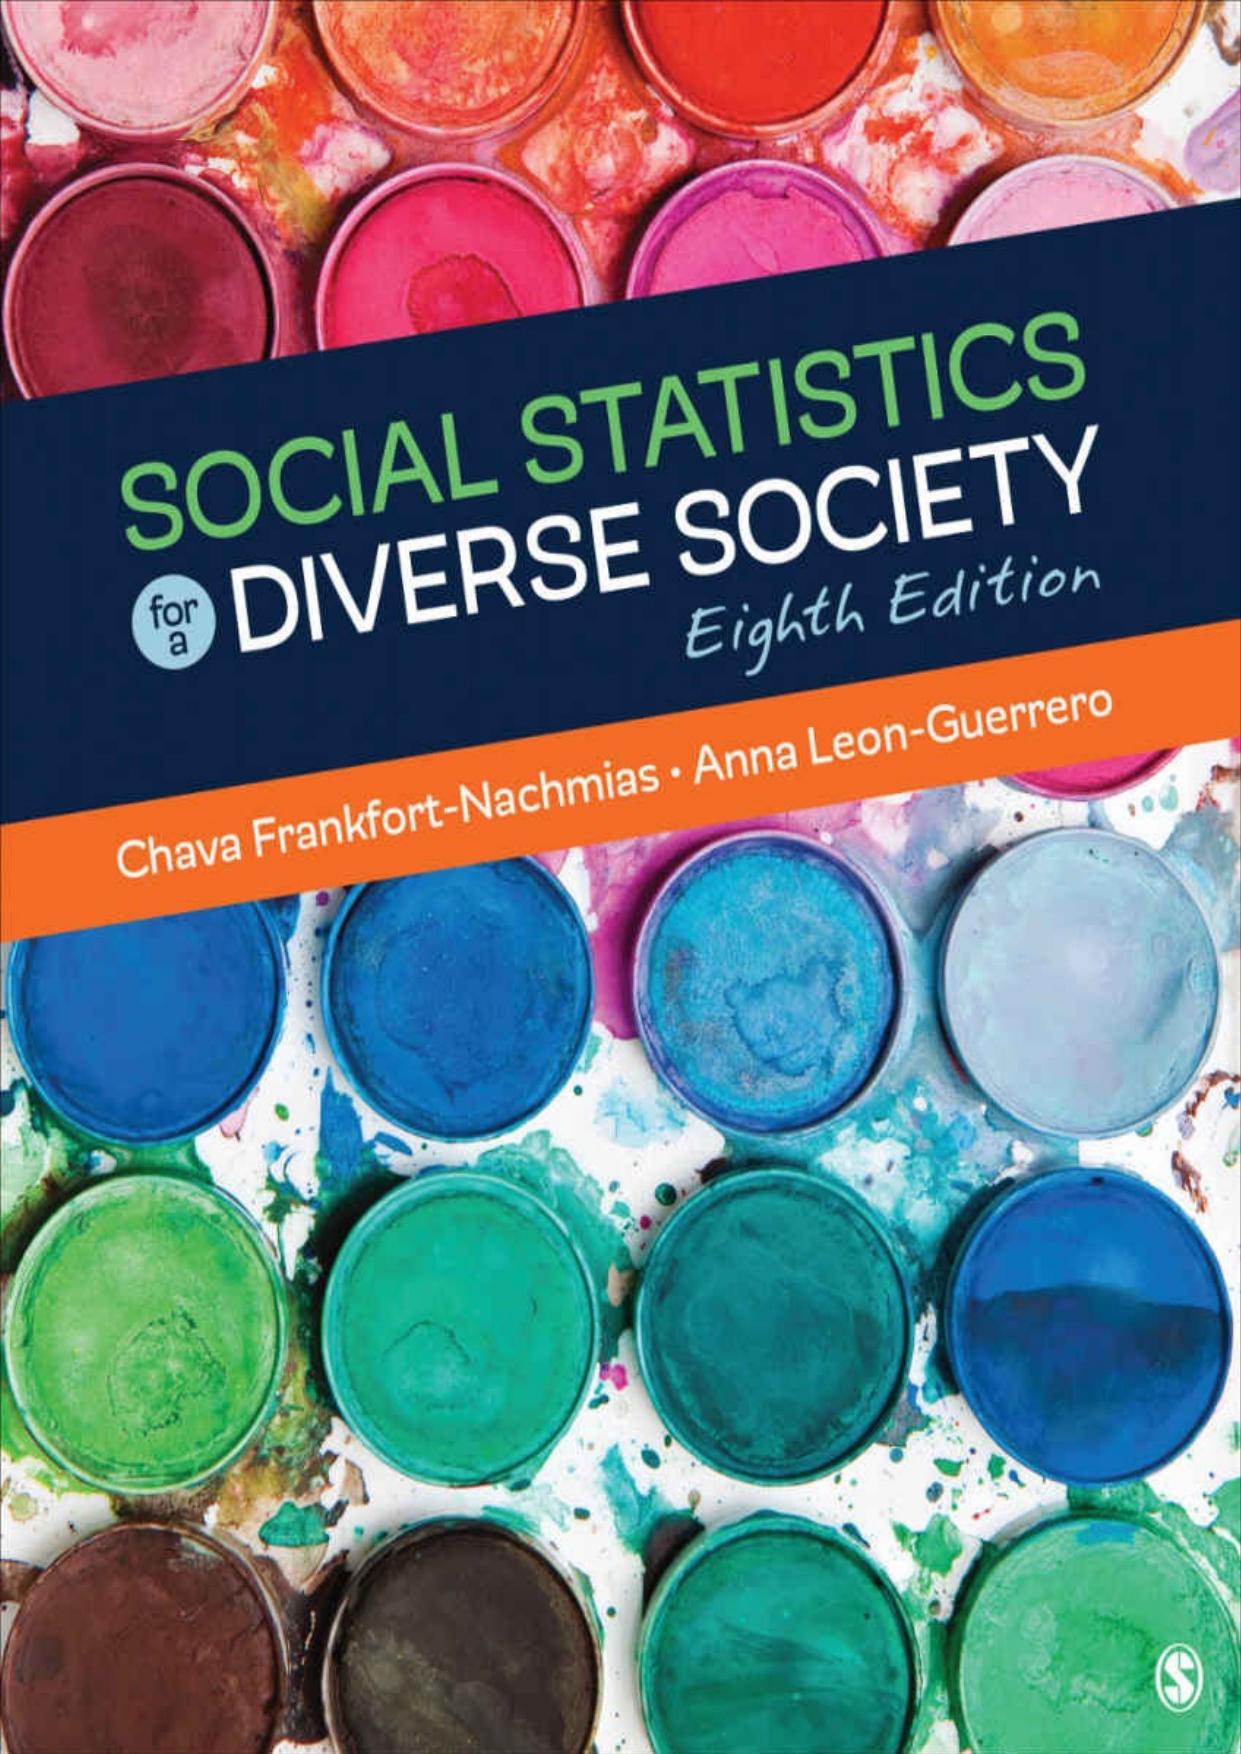 SOCIAL STATISTICS
for a DIVERSE SOCIETY
Eighth Edition
Chava Frankfort-Nachmias • Anna Leon-Guerrero
S